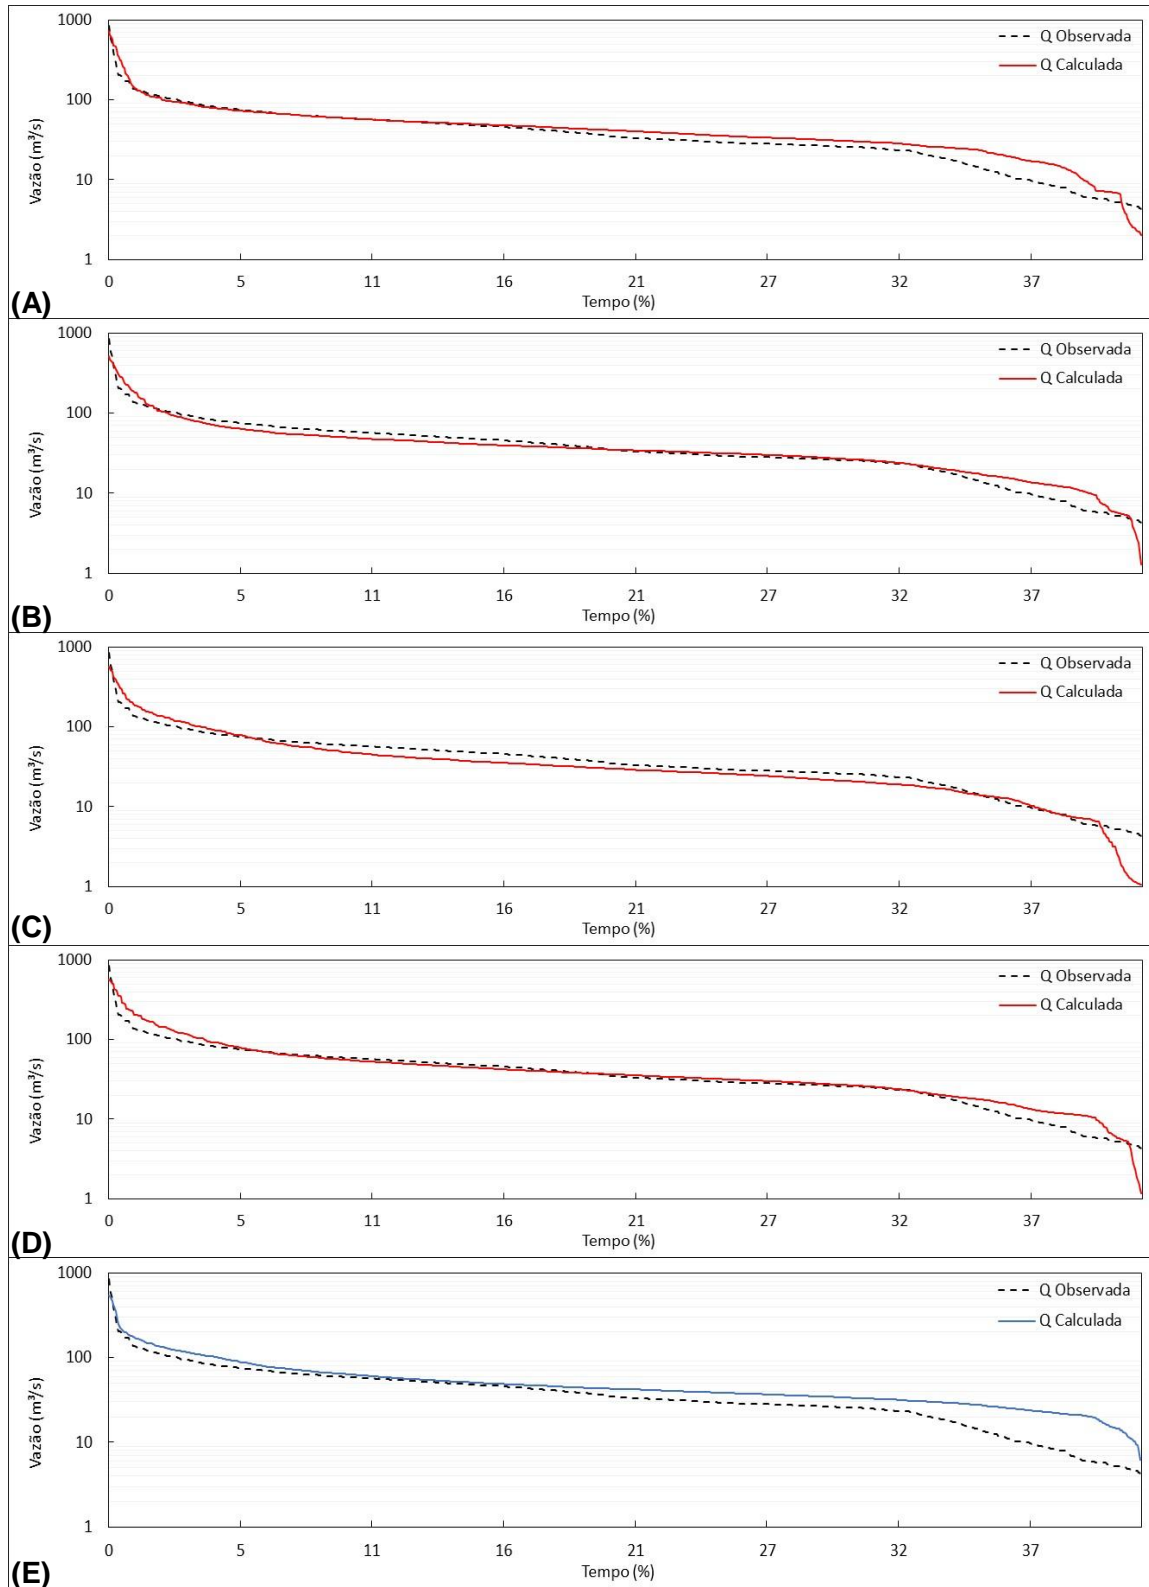 1000
100
10
1
Vazão (m³/s)
Q Observada
Q Calculada
0 5 11 16 21 27 32 37
Tempo (%)
(A)
1000
100
10
1
Vazão (m³/s)
Q Observada
Q Calculada
0 5 11 16 21 27 32 37
Tempo (%)
(B)
1000
100
10
1
Vazão (m³/s)
Q Observada
Q Calculada
0 5 11 16 21 27 32 37
Tempo (%)
(C)
1000
100
10
1
Vazão (m³/s)
Q Observada
Q Calculada
0 5 11 16 21 27 32 37
Tempo (%)
(D)
1000
100
10
1
Vazão (m³/s)
Q Observada
Q Calculada
0 5 11 16 21 27 32 37
Tempo (%)
(E)